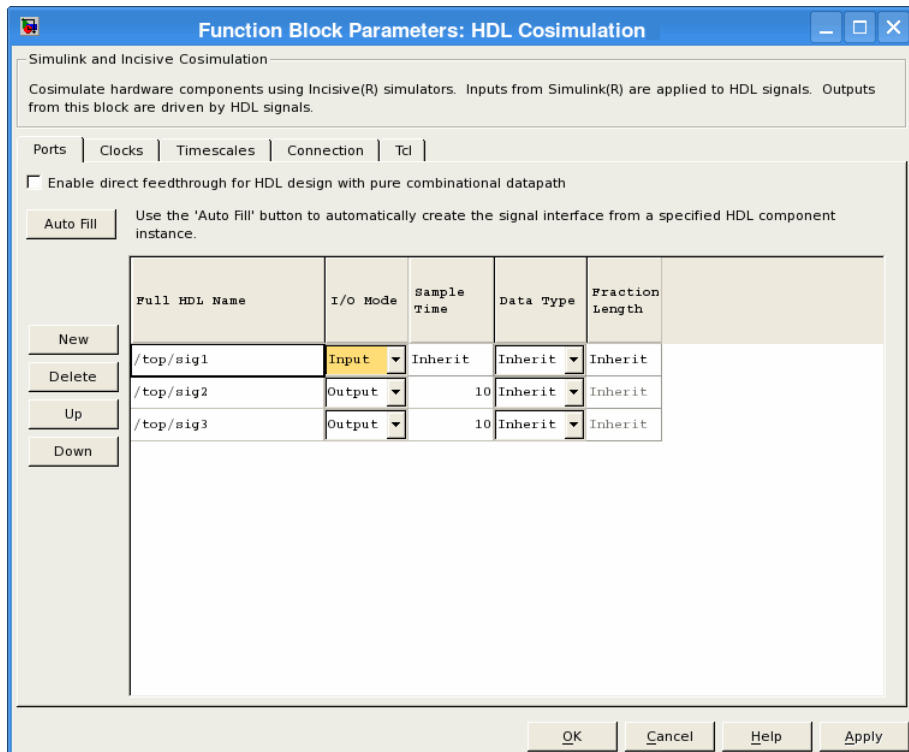 Function Block Parameters: HDL Cosimulation
Simulink and Incisive Cosimulation
Cosimulate hardware components using Incisive(R) simulators.  Inputs from Simulink(R) are applied to HDL signals.  Outputs
from this block are driven by HDL signals.
Ports Clocks Timescales Connection Tcl
Enable direct feedthrough for HDL design with pure combinational datapath
Auto Fill
Use the 'Auto Fill' button to automatically create the signal interface from a specified HDL component
instance.
Full HDL Name I/O Mode Sample Time Data Type Fraction Length
/top/sig1 Input Inherit Inherit Inherit
/top/sig2 Output 10 Inherit Inherit
/top/sig3 Output 10 Inherit Inherit
New
Delete
Up
Down
OK Cancel Help Apply